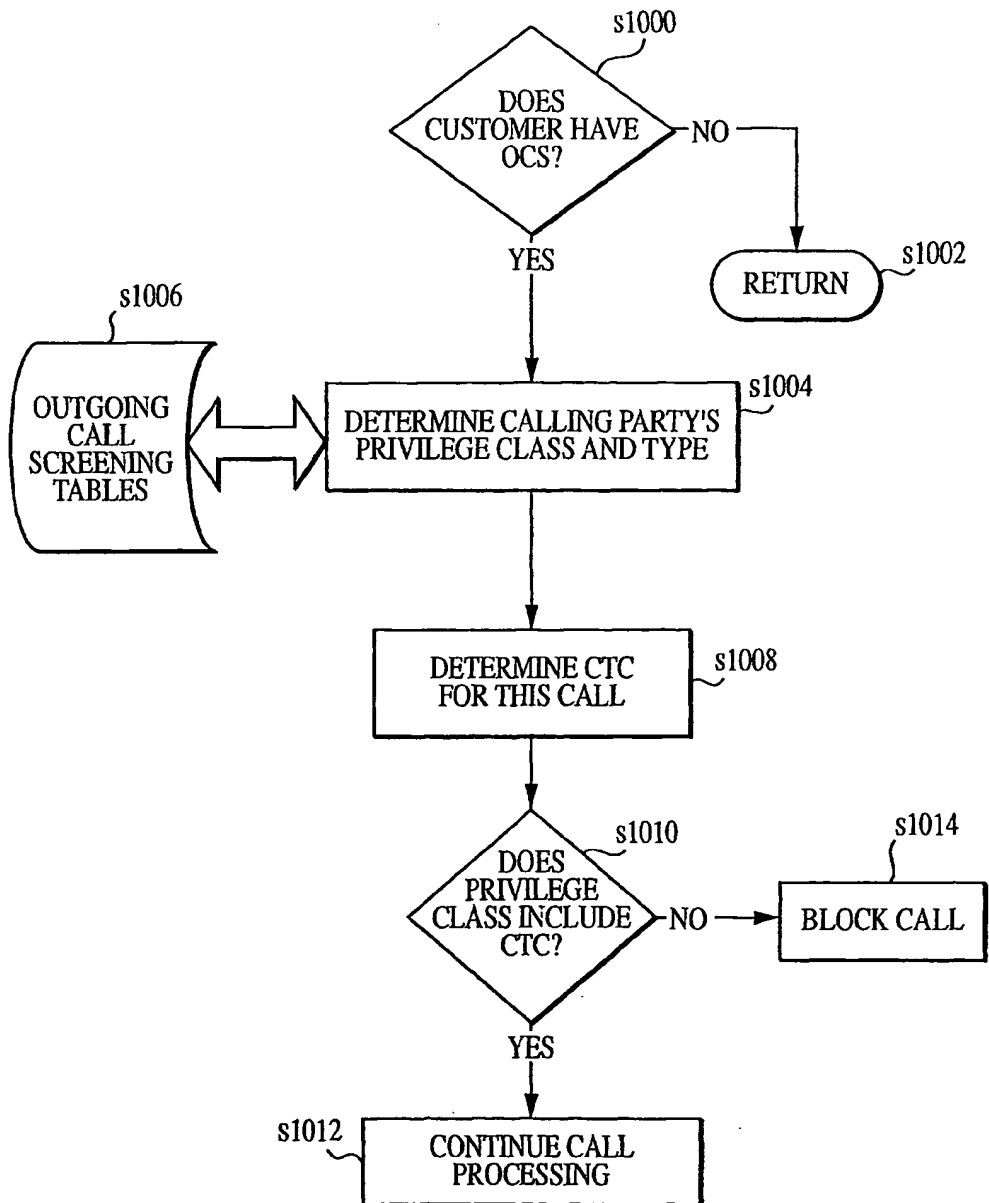 s1000
DOES
CUSTOMER HAVE
OCS?
NO
YES
s1002
RETURN
s1006
OUTGOING
CALL
SCREENING
TABLES
s1004
DETERMINE CALLING PARTY'S
PRIVILEGE CLASS AND TYPE
s1008
DETERMINE CTC
FOR THIS CALL
s1010
DOES
PRIVILEGE
CLASS INCLUDE
CTC?
NO
s1014
BLOCK CALL
YES
s1012
CONTINUE CALL
PROCESSING